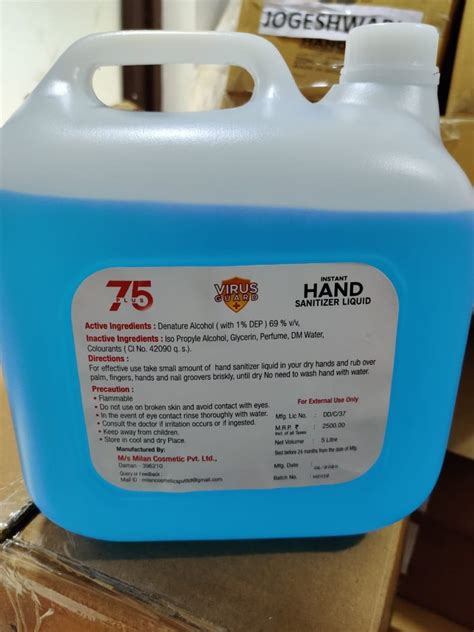 JOGESHWARI
HAND
75
PLUS
VIRUS
GUARD
INSTANT
HAND
SANITIZER LIQUID
Active Ingredients : Denature Alcohol ( with 1% DEP ) 69 % v/v,
Inactive Ingredients : Iso Propyle Alcohol, Glycerin, Perfume, DM Water,
Colourants ( CI No. 42090 q. s.).
Directions :
For effective use take small amount of hand sanitizer liquid in your dry hands and rub over
palm, fingers, hands and nail groovers briskly, until dry No need to wash hand with water.
Precaution :
• Flammable
• Do not use on broken skin and avoid contact with eyes.
• In the event of eye contact rinse thoroughly with water.
• Consult the doctor if irritation occurs or if ingested.
• Keep away from children.
• Store in cool and dry Place.
Manufactured By:
M/s Milan Cosmetic Pvt. Ltd.,
Daman - 396210
Query or Feedback :
Mail ID :
For External Use Only
Mfg. Lic No. : DD/C/37
M.R.P. ₹ : 2500.00
Incl. of all Taxes
Net Volume : 5 Litre
Best before 24 months from the date of Mfg.
Mfg. Date :
Batch No. :